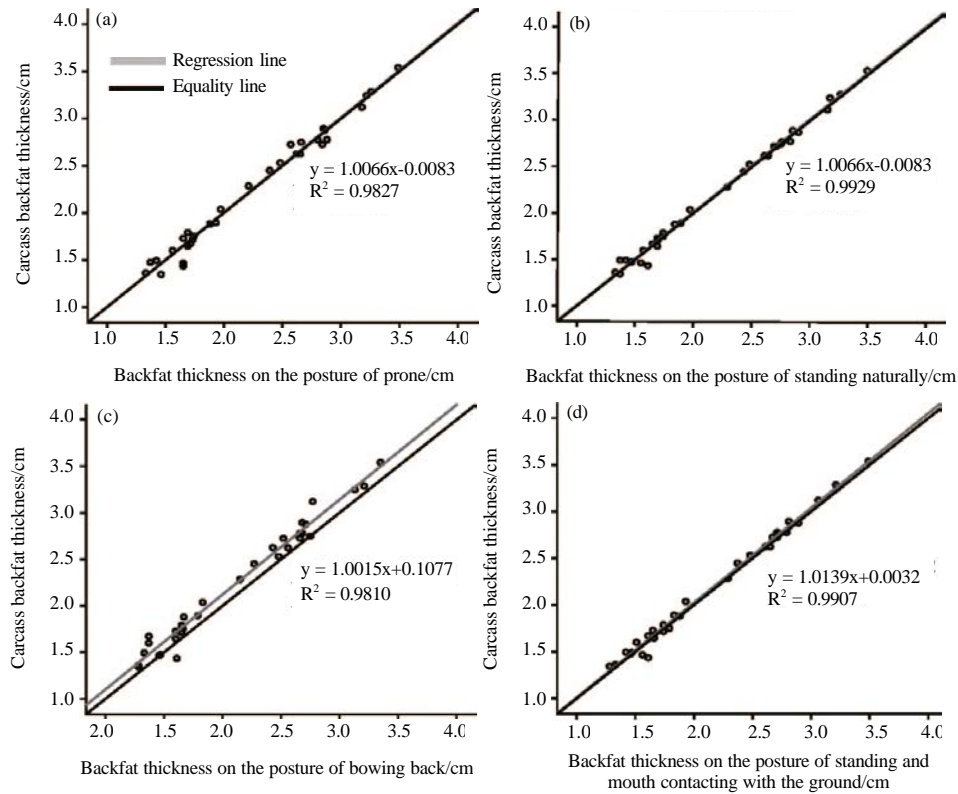 (a)
Carcass backfat thickness/cm
4.0
3.5
3.0
2.5
2.0
1.5
1.0
Regression line
Equality line
y = 1.0066x-0.0083
R² = 0.9827
1.0 1.5 2.0 2.5 3.0 3.5 4.0
Backfat thickness on the posture of prone/cm
(b)
Carcass backfat thickness/cm
4.0
3.5
3.0
2.5
2.0
1.5
1.0
y = 1.0066x-0.0083
R² = 0.9929
1.0 1.5 2.0 2.5 3.0 3.5 4.0
Backfat thickness on the posture of standing naturally/cm
(c)
Carcass backfat thickness/cm
4.0
3.5
3.0
2.5
2.0
1.5
1.0
y = 1.0015x+0.1077
R² = 0.9810
2.0 1.5 2.0 2.5 3.0 3.5 4.0
Backfat thickness on the posture of bowing back/cm
(d)
Carcass backfat thickness/cm
4.0
3.5
3.0
2.5
2.0
1.5
1.0
y = 1.0139x+0.0032
R² = 0.9907
1.0 1.5 2.0 2.5 3.0 3.5 4.0
Backfat thickness on the posture of standing and
mouth contacting with the ground/cm